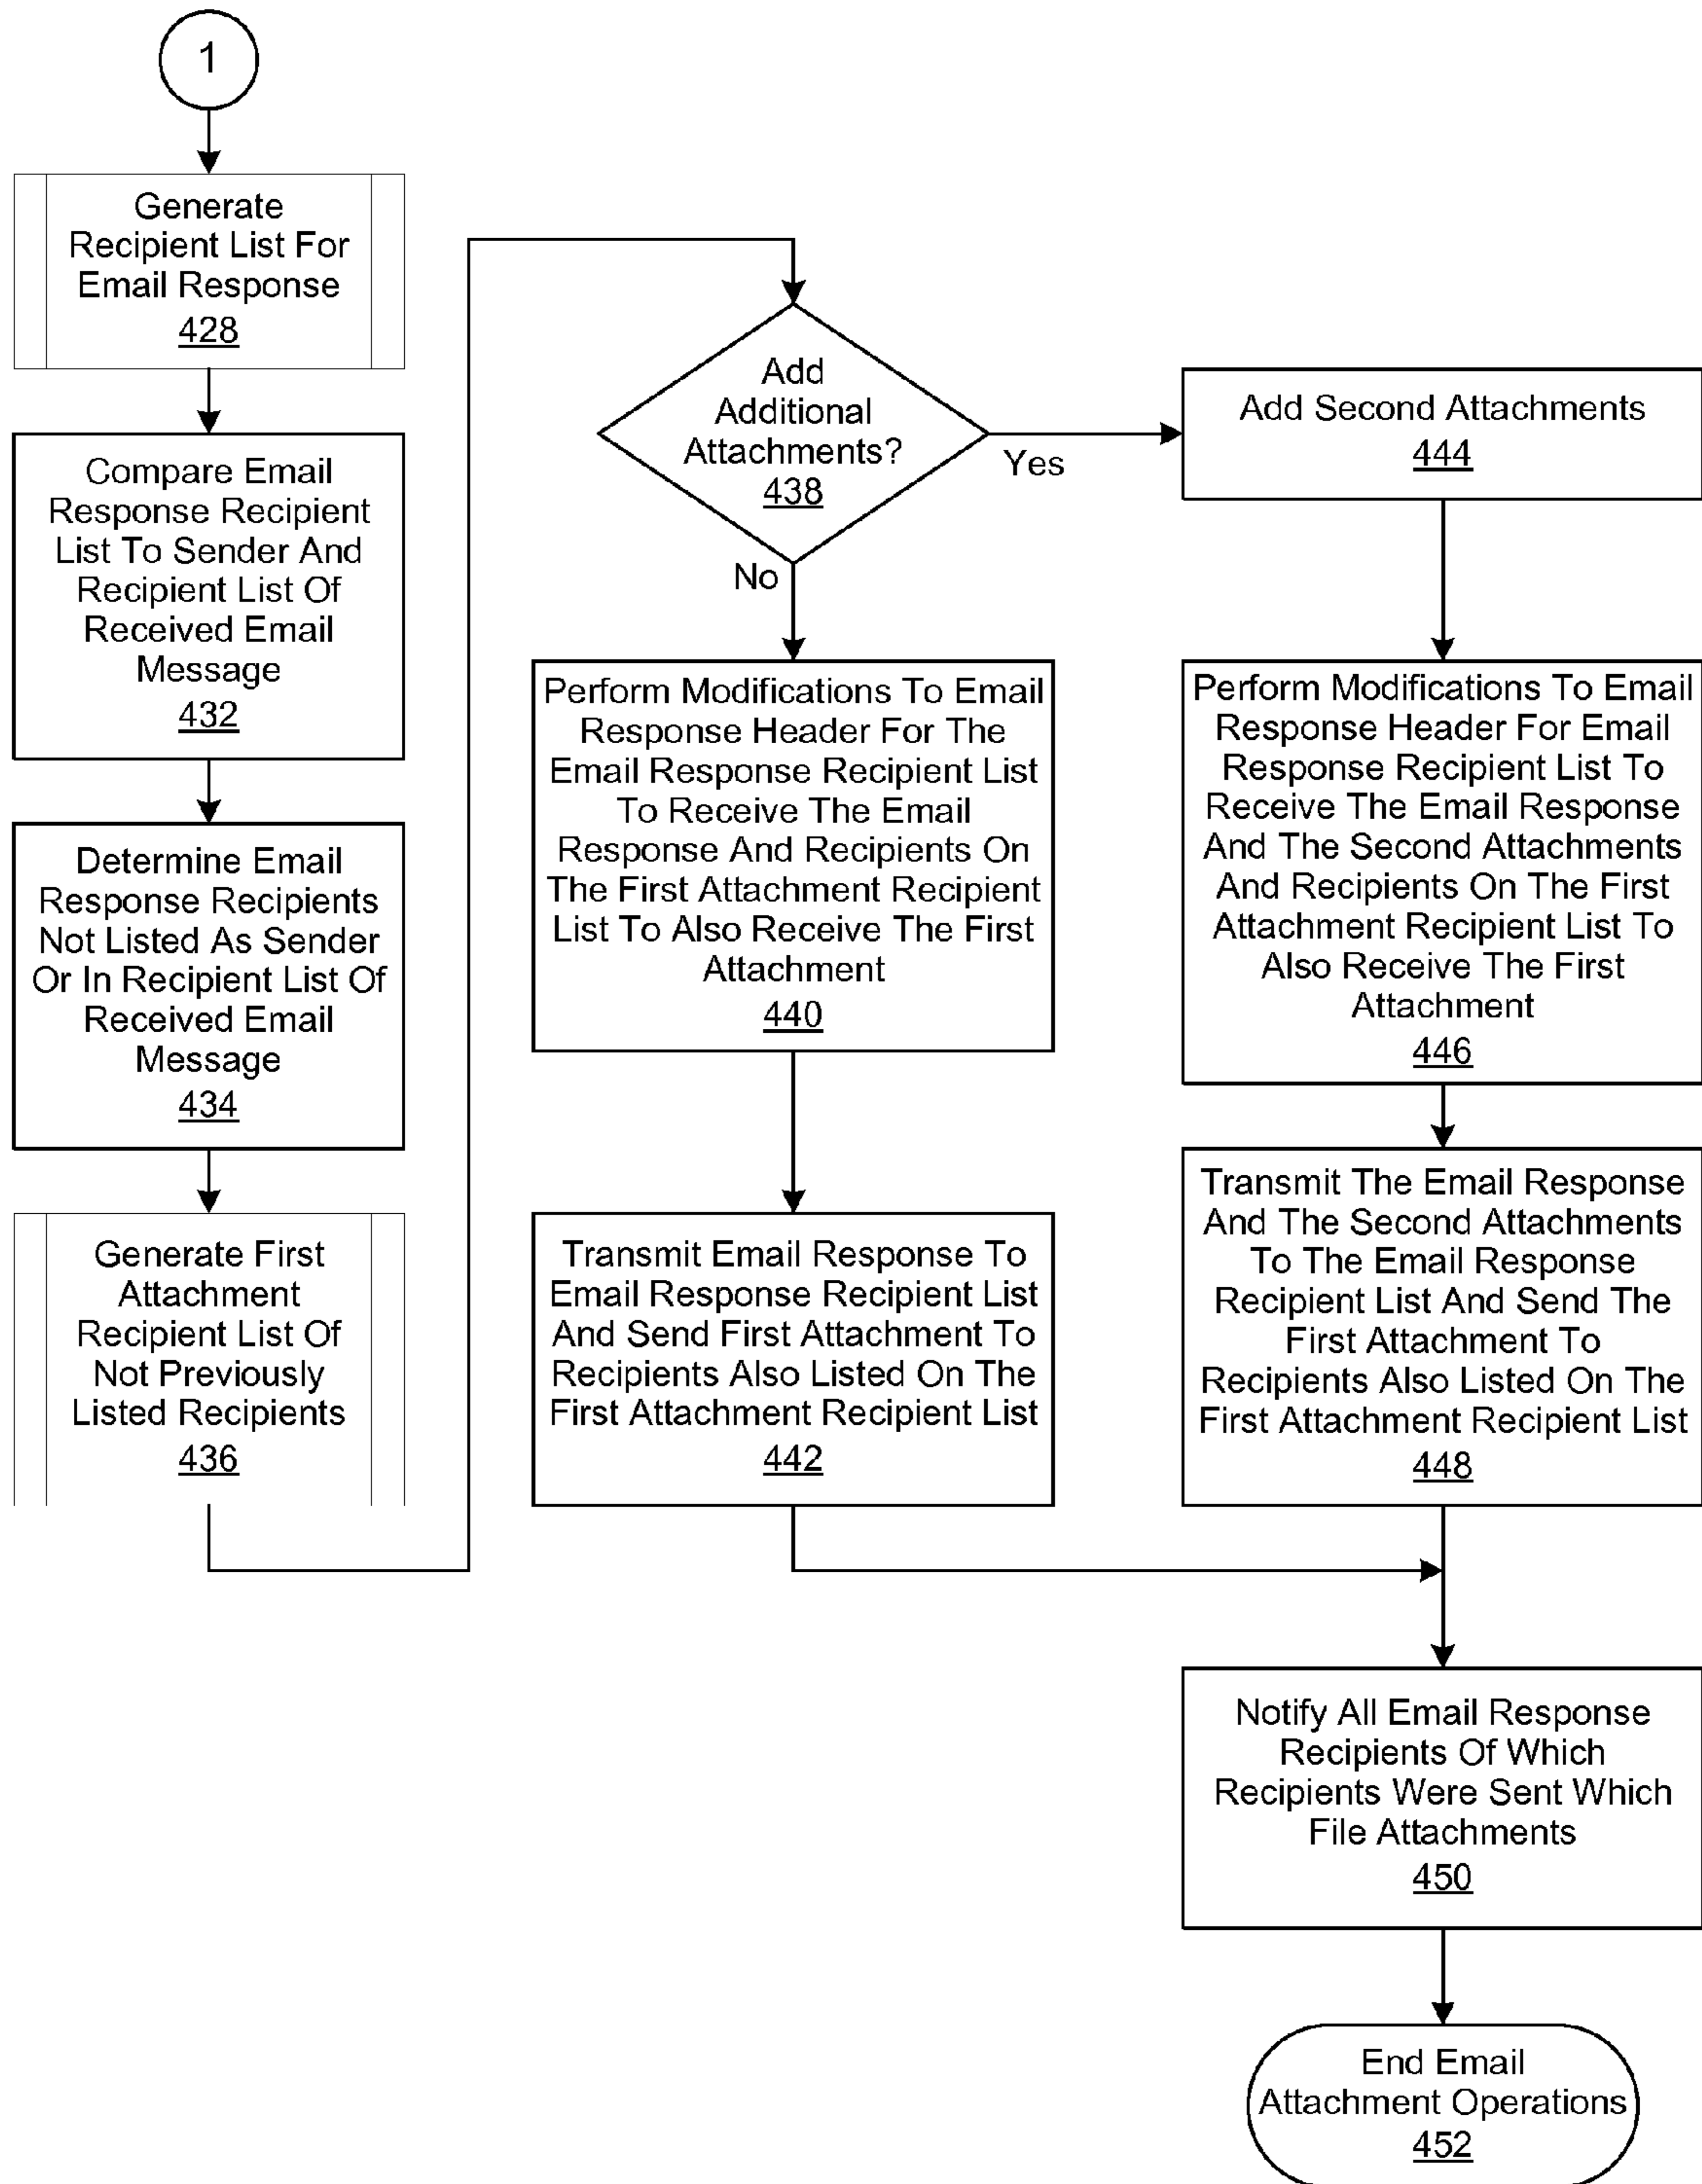 1
Generate
Recipient List For
Email Response
428
Compare Email
Response Recipient
List To Sender And
Recipient List Of
Received Email
Message
432
Determine Email
Response Recipients
Not Listed As Sender
Or In Recipient List Of
Received Email
Message
434
Generate First
Attachment
Recipient List Of
Not Previously
Listed Recipients
436
Add
Additional
Attachments?
438
Yes
No
Perform Modifications To Email
Response Header For The
Email Response Recipient List
To Receive The Email
Response And Recipients On
The First Attachment Recipient
List To Also Receive The First
Attachment
440
Transmit Email Response To
Email Response Recipient List
And Send First Attachment To
Recipients Also Listed On The
First Attachment Recipient List
442
Add Second Attachments
444
Perform Modifications To Email
Response Header For Email
Response Recipient List To
Receive The Email Response
And The Second Attachments
And Recipients On The First
Attachment Recipient List To
Also Receive The First
Attachment
446
Transmit The Email Response
And The Second Attachments
To The Email Response
Recipient List And Send The
First Attachment To
Recipients Also Listed On The
First Attachment Recipient List
448
Notify All Email Response
Recipients Of Which
Recipients Were Sent Which
File Attachments
450
End Email
Attachment Operations
452